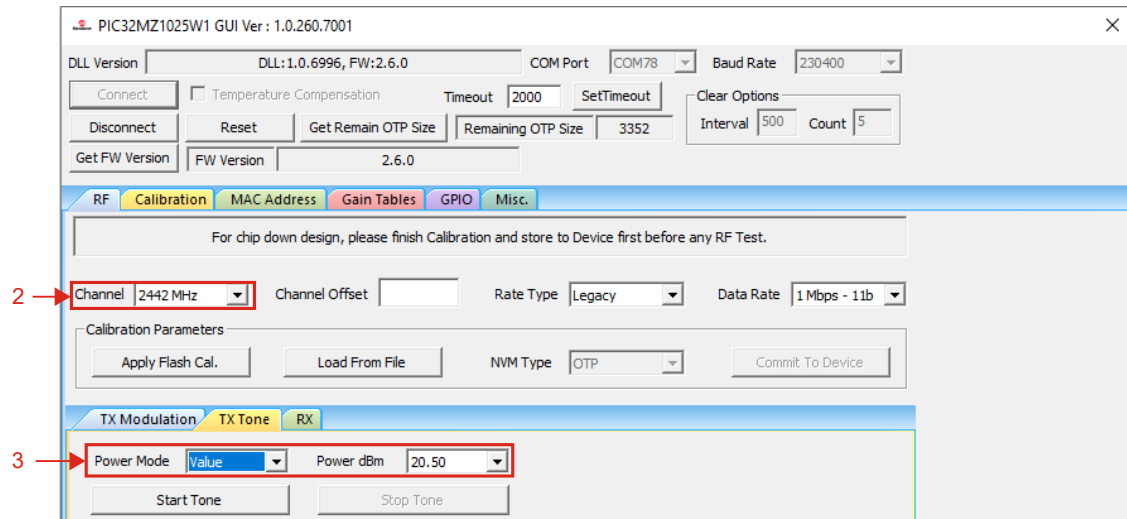 PIC32MZ1025W1 GUI Ver : 1.0.260.7001
DLL Version DLL:1.0.6996, FW:2.6.0 COM Port COM78 Baud Rate 230400
Connect Temperature Compensation Timeout 2000 SetTimeout Clear Options
Disconnect Reset Get Remain OTP Size Remaining OTP Size 3352 Interval 500 Count 5
Get FW Version FW Version 2.6.0
RF Calibration MAC Address Gain Tables GPIO Misc.
For chip down design, please finish Calibration and store to Device first before any RF Test.
2 Channel 2442 MHz Channel Offset Rate Type Legacy Data Rate 1 Mbps - 11b
Calibration Parameters
Apply Flash Cal. Load From File NVM Type OTP Commit To Device
TX Modulation TX Tone RX
3 Power Mode Value Power dBm 20.50
Start Tone Stop Tone